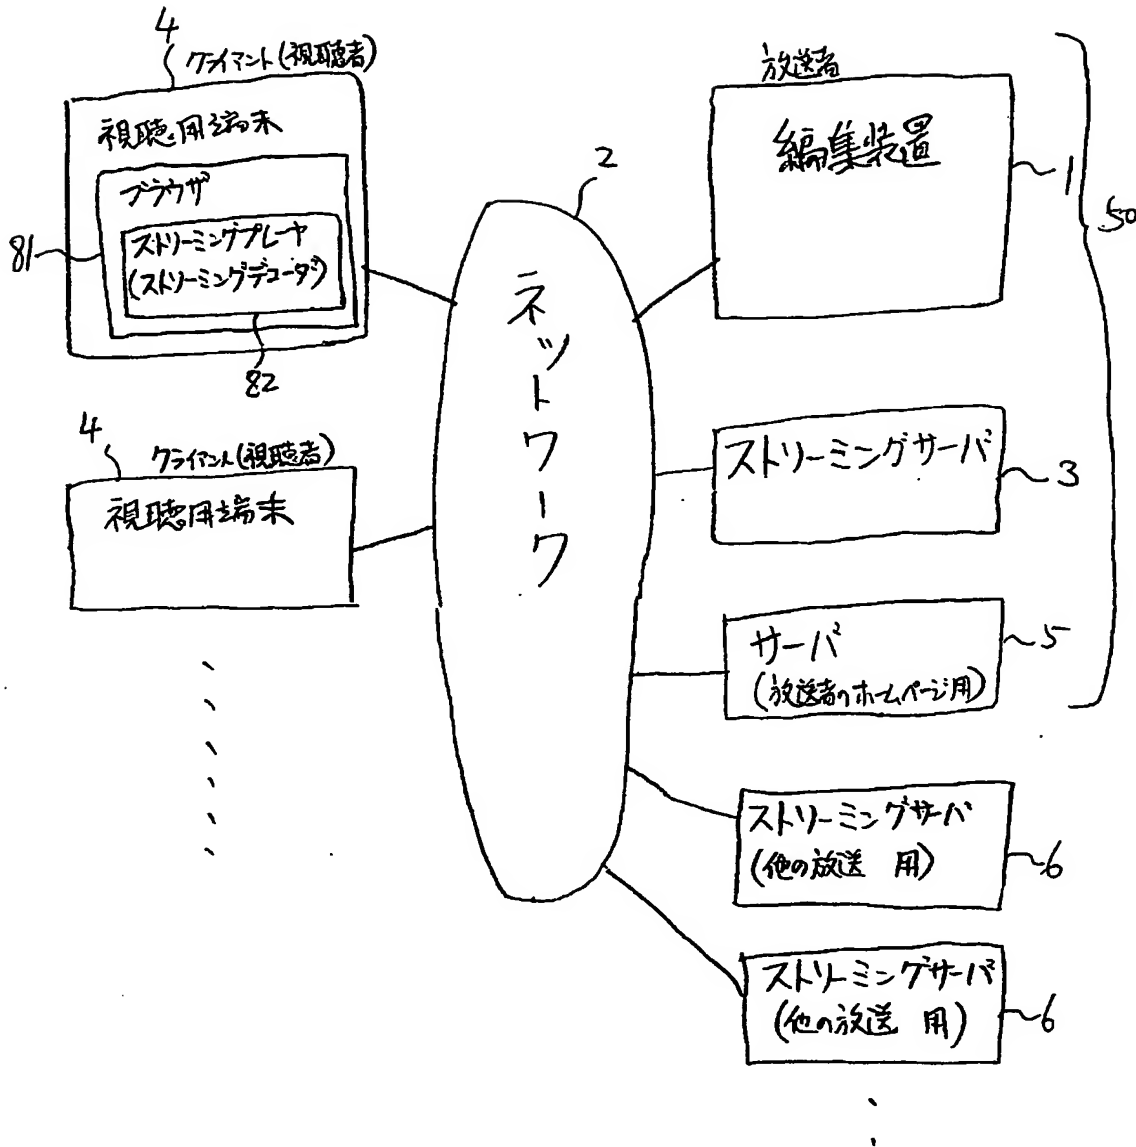 4
クライアント(視聴者)
視聴用端末
ブラウザ
81
ストリーミングプレーヤ
(ストリーミングデコーダ)
82
4
クライアント(視聴者)
視聴用端末
2
ネットワーク
放送者
編集装置
1
50
ストリーミングサーバ
3
サーバ
(放送者のホームページ用)
5
ストリーミングサーバ
(他の放送 用)
6
ストリーミングサーバ
(他の放送 用)
6